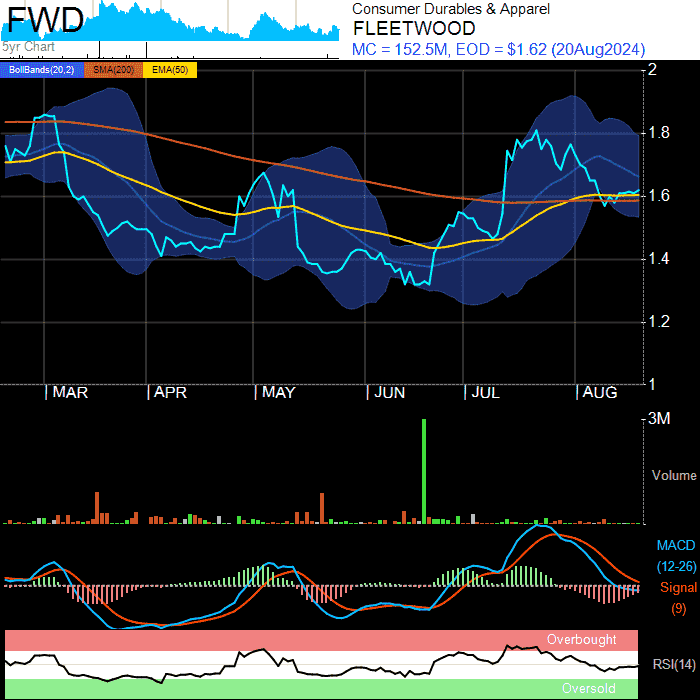 FWD
5yr Chart
Consumer Durables & Apparel
FLEETWOOD
MC = 152.5M, EOD = $1.62 (20Aug2024)
BollBands(20,2) SMA(200) EMA(50)
2
1.8
1.6
1.4
1.2
1
MAR APR MAY JUN JUL AUG
3M
Volume
MACD
(12-26)
Signal
(9)
Overbought
RSI(14)
Oversold